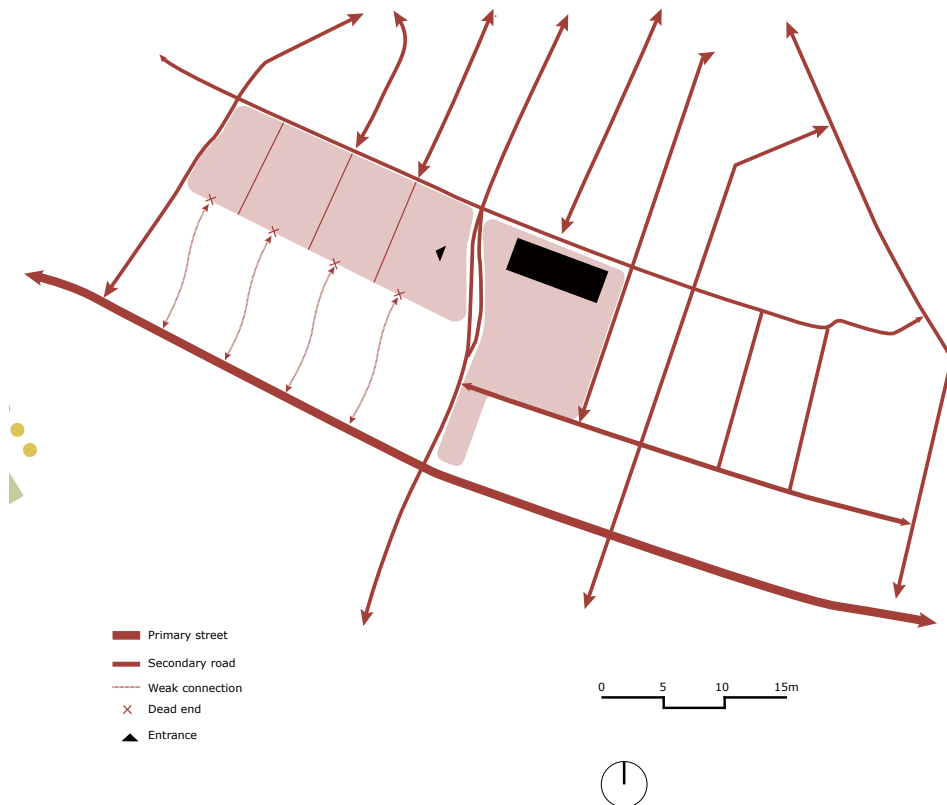 Primary street
Secondary road
Weak connection
Dead end
Entrance
0 5 10 15m